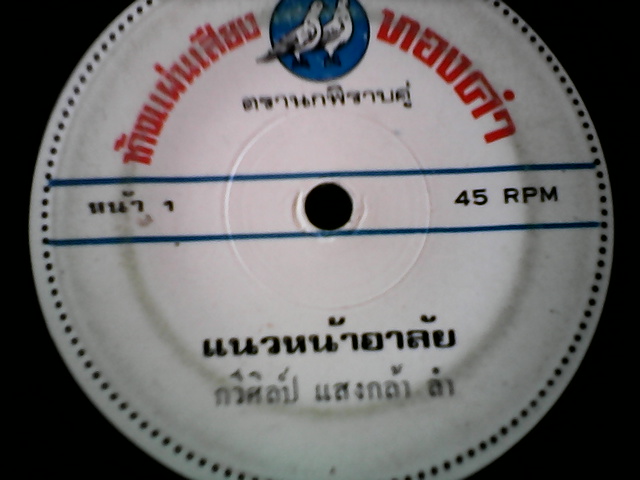 ห้างแผ่นเสียง ทองคำ
ตรานกพิราบคู่
หน้า ๑
45 RPM
แนวหน้าอาลัย
กวีศิลป์ แสงกล้า ลำ